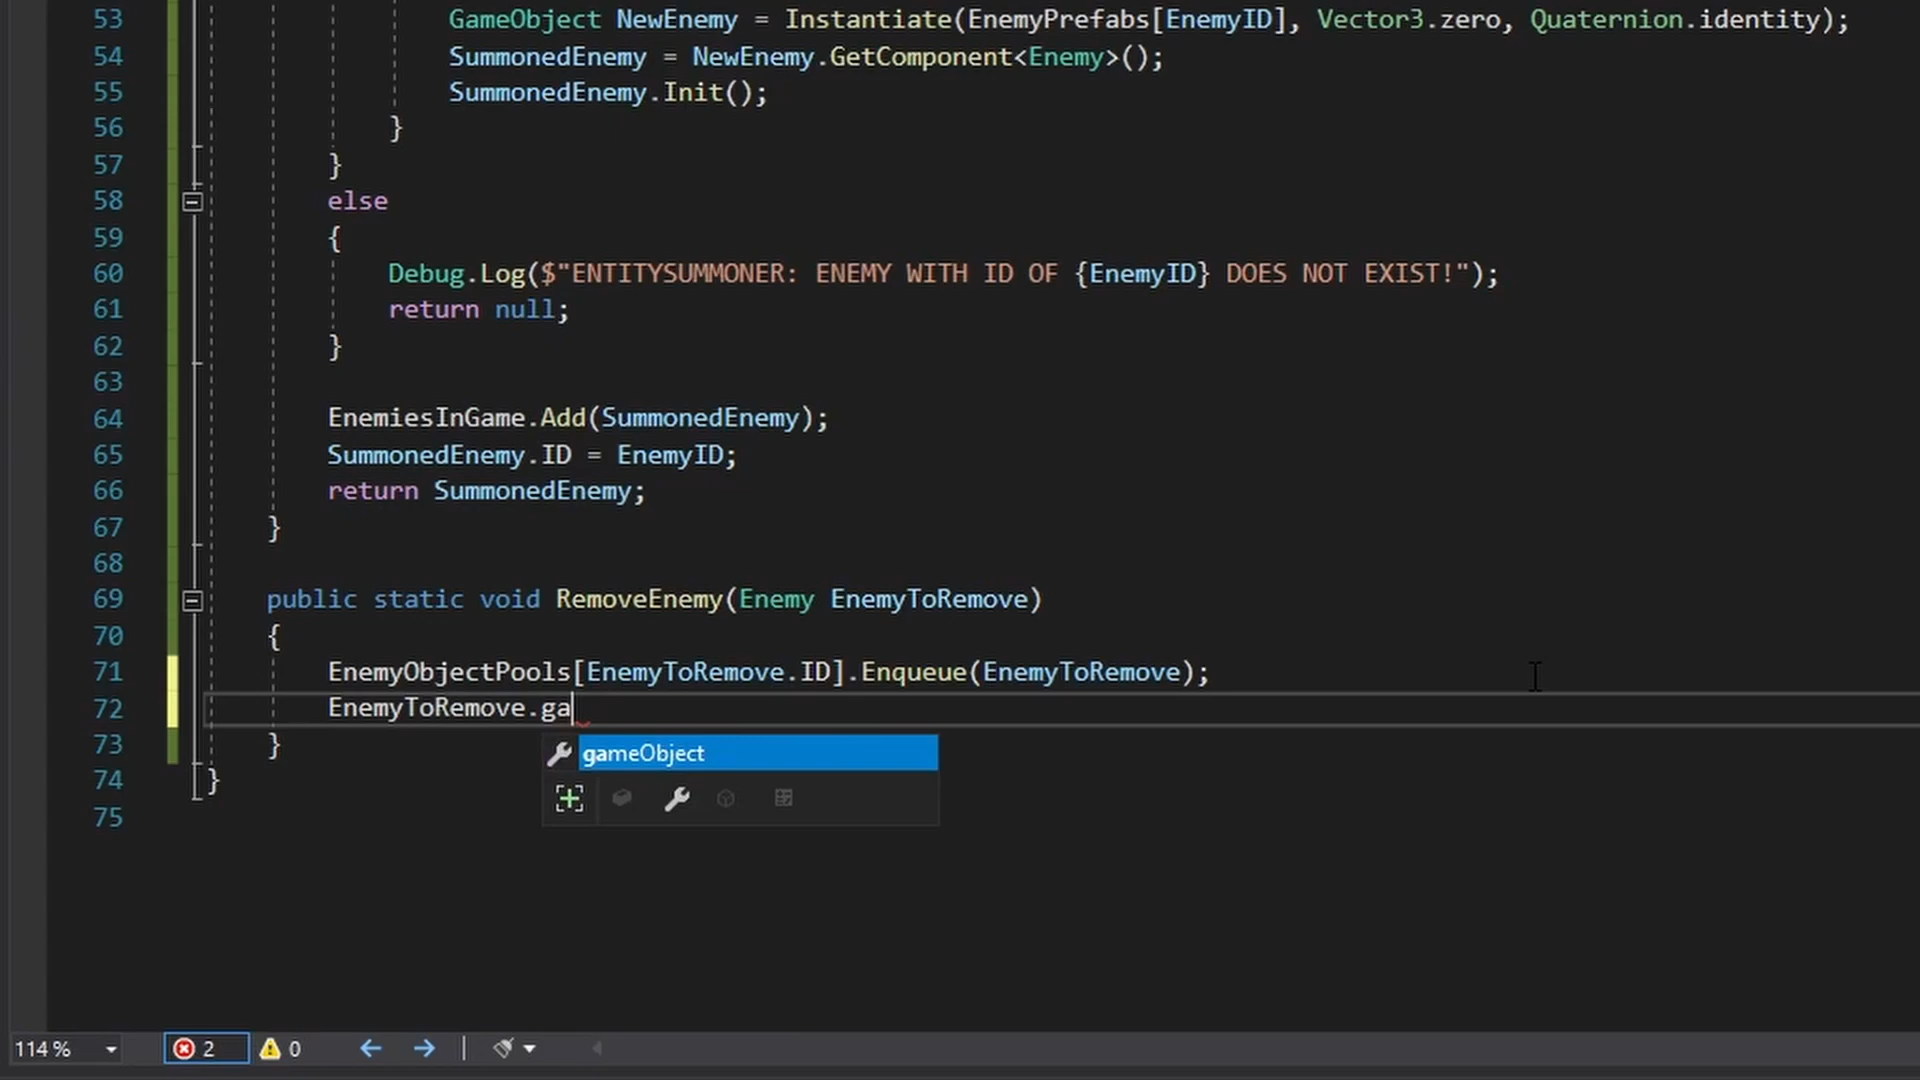 53 GameObject NewEnemy = Instantiate(EnemyPrefabs[EnemyID], Vector3.zero, Quaternion.identity);
54 SummonedEnemy = NewEnemy.GetComponent<Enemy>();
55 SummonedEnemy.Init();
56 }
57 }
58 else
59 {
60 Debug.Log($"ENTITYSUMMONER: ENEMY WITH ID OF {EnemyID} DOES NOT EXIST!");
61 return null;
62 }
63
64 EnemiesInGame.Add(SummonedEnemy);
65 SummonedEnemy.ID = EnemyID;
66 return SummonedEnemy;
67 }
68
69 public static void RemoveEnemy(Enemy EnemyToRemove)
70 {
71 EnemyObjectPools[EnemyToRemove.ID].Enqueue(EnemyToRemove);
72 EnemyToRemove.ga
73 }
gameObject
74 }
75
114 % 2 0